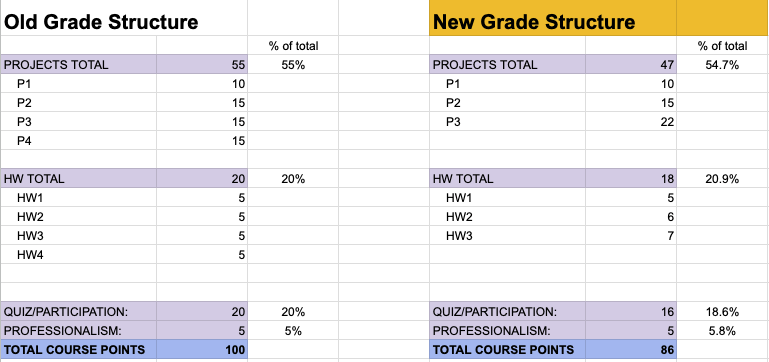 Old Grade Structure New Grade Structure
% of total % of total
PROJECTS TOTAL 55 55% PROJECTS TOTAL 47 54.7%
P1 10 P1 10
P2 15 P2 15
P3 15 P3 22
P4 15
HW TOTAL 20 20% HW TOTAL 18 20.9%
HW1 5 HW1 5
HW2 5 HW2 6
HW3 5 HW3 7
HW4 5
QUIZ/PARTICIPATION: 20 20% QUIZ/PARTICIPATION: 16 18.6%
PROFESSIONALISM: 5 5% PROFESSIONALISM: 5 5.8%
TOTAL COURSE POINTS 100 TOTAL COURSE POINTS 86